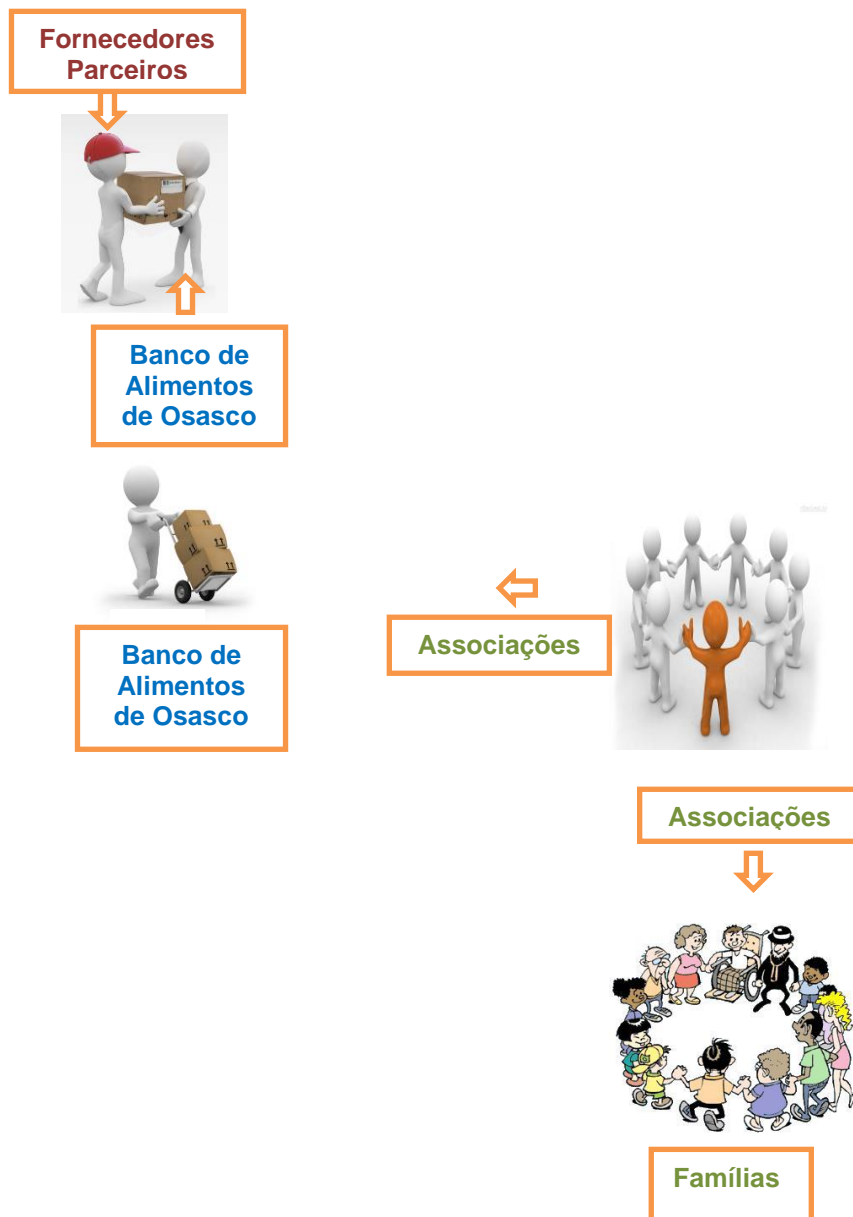 Fornecedores
Parceiros
Banco de
Alimentos
de Osasco
Associações
Banco de
Alimentos
de Osasco
Associações
Famílias